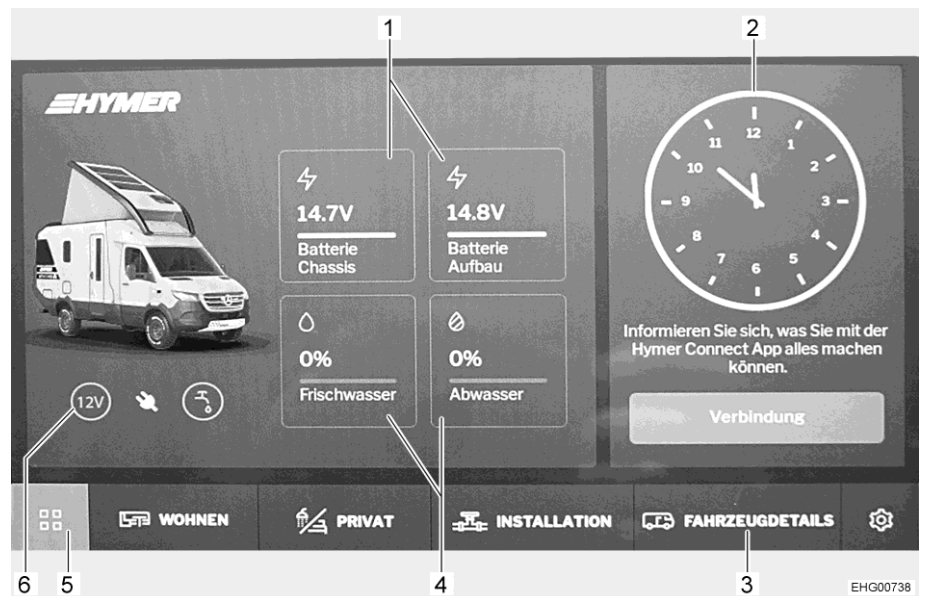 1
2
HYMER
14.7V
Batterie
Chassis
14.8V
Batterie
Aufbau
0%
Frischwasser
0%
Abwasser
12V
12
1
2
3
4
5
6
7
8
9
10
11
Informieren Sie sich, was Sie mit der
Hymer Connect App alles machen
können.
Verbindung
WOHNEN
PRIVAT
INSTALLATION
FAHRZEUGDETAILS
6
5
4
3
EHG00738